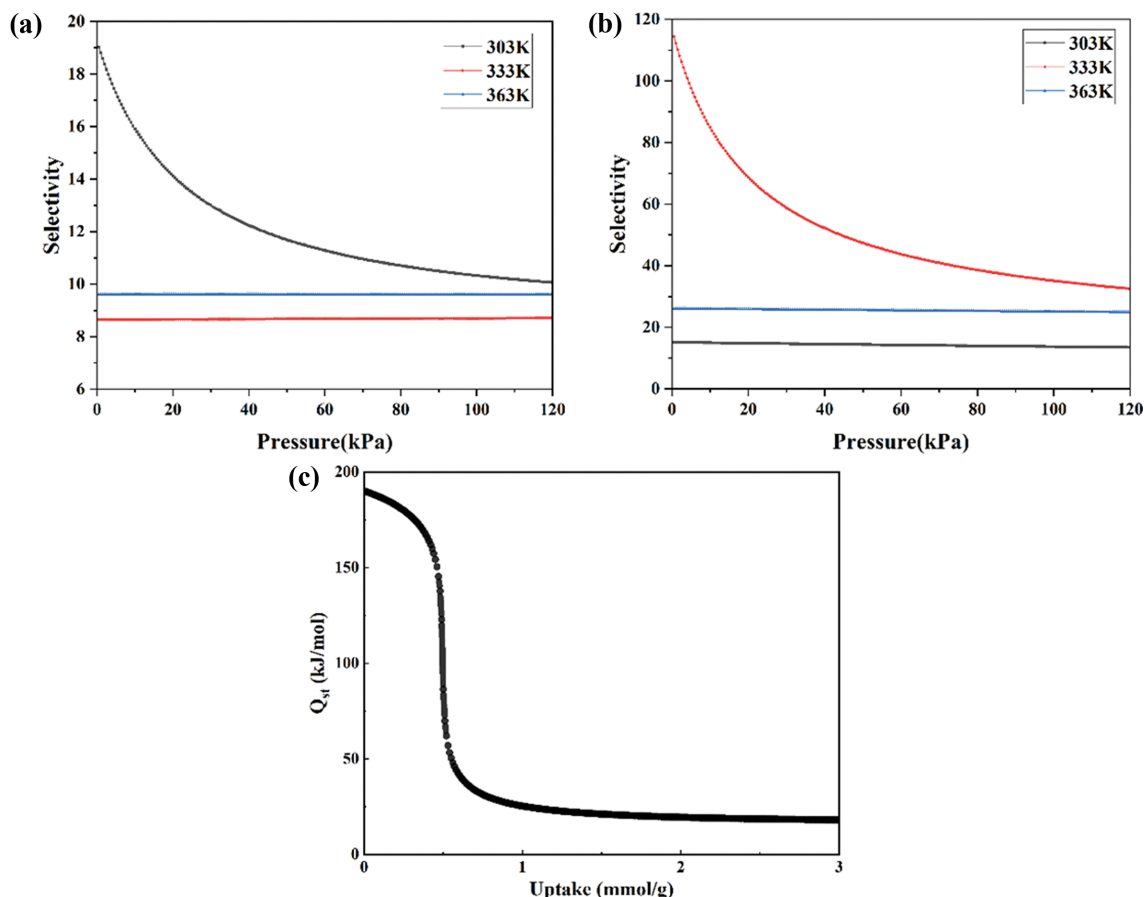 (a)
20
18
16
14
12
10
8
6
Selectivity
303K
333K
363K
0 20 40 60 80 100 120
Pressure(kPa)
(b)
120
100
80
60
40
20
0
Selectivity
303K
333K
363K
0 20 40 60 80 100 120
Pressure(kPa)
(c)
200
150
100
50
0
Qst (kJ/mol)
0 1 2 3
Uptake (mmol/g)